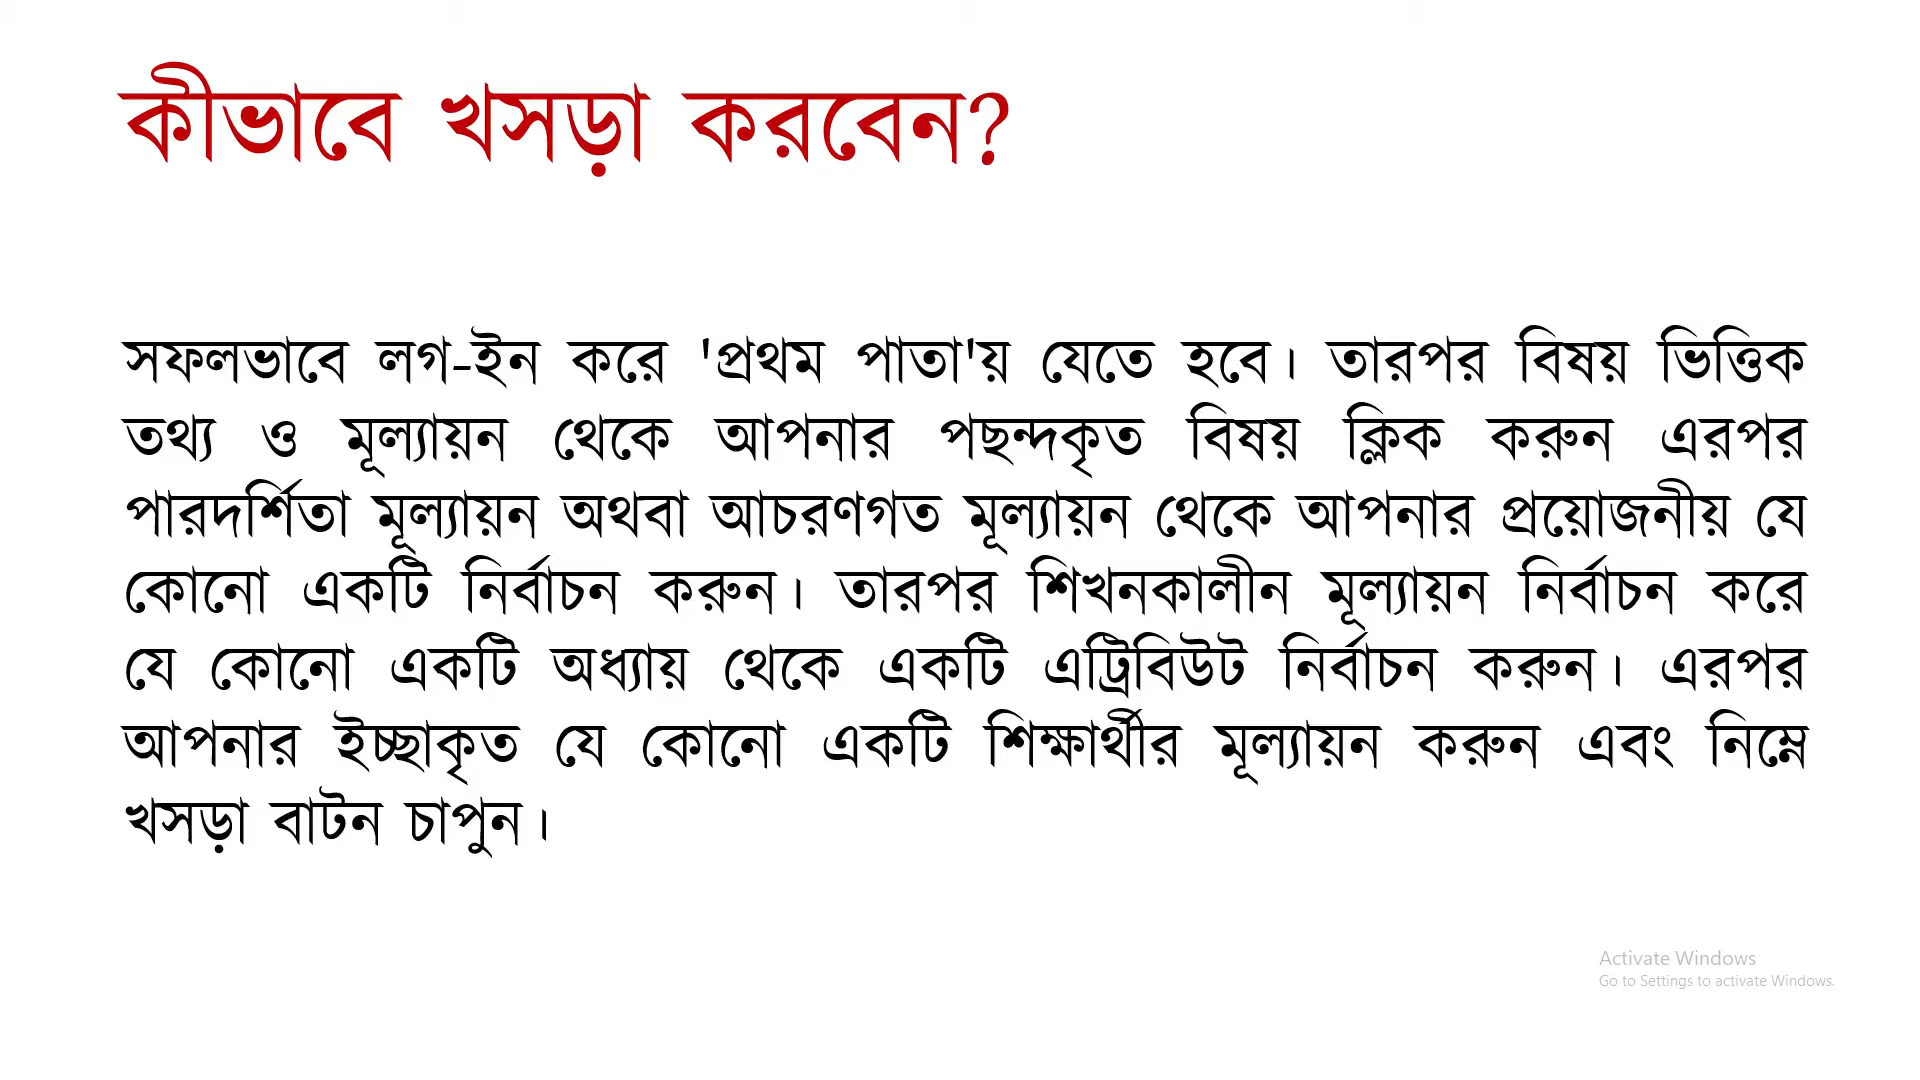 কীভাবে খসড়া করবেন?
সফলভাবে লগ-ইন করে 'প্রথম পাতা'য় যেতে হবে। তারপর বিষয় ভিত্তিক
তথ্য ও মূল্যায়ন থেকে আপনার পছন্দকৃত বিষয় ক্লিক করুন এরপর
পারদর্শিতা মূল্যায়ন অথবা আচরণগত মূল্যায়ন থেকে আপনার প্রয়োজনীয় যে
কোনো একটি নির্বাচন করুন। তারপর শিখনকালীন মূল্যায়ন নির্বাচন করে
যে কোনো একটি অধ্যায় থেকে একটি এট্রিবিউট নির্বাচন করুন। এরপর
আপনার ইচ্ছাকৃত যে কোনো একটি শিক্ষার্থীর মূল্যায়ন করুন এবং নিম্নে
খসড়া বাটন চাপুন।
Activate Windows
Go to Settings to activate Windows.